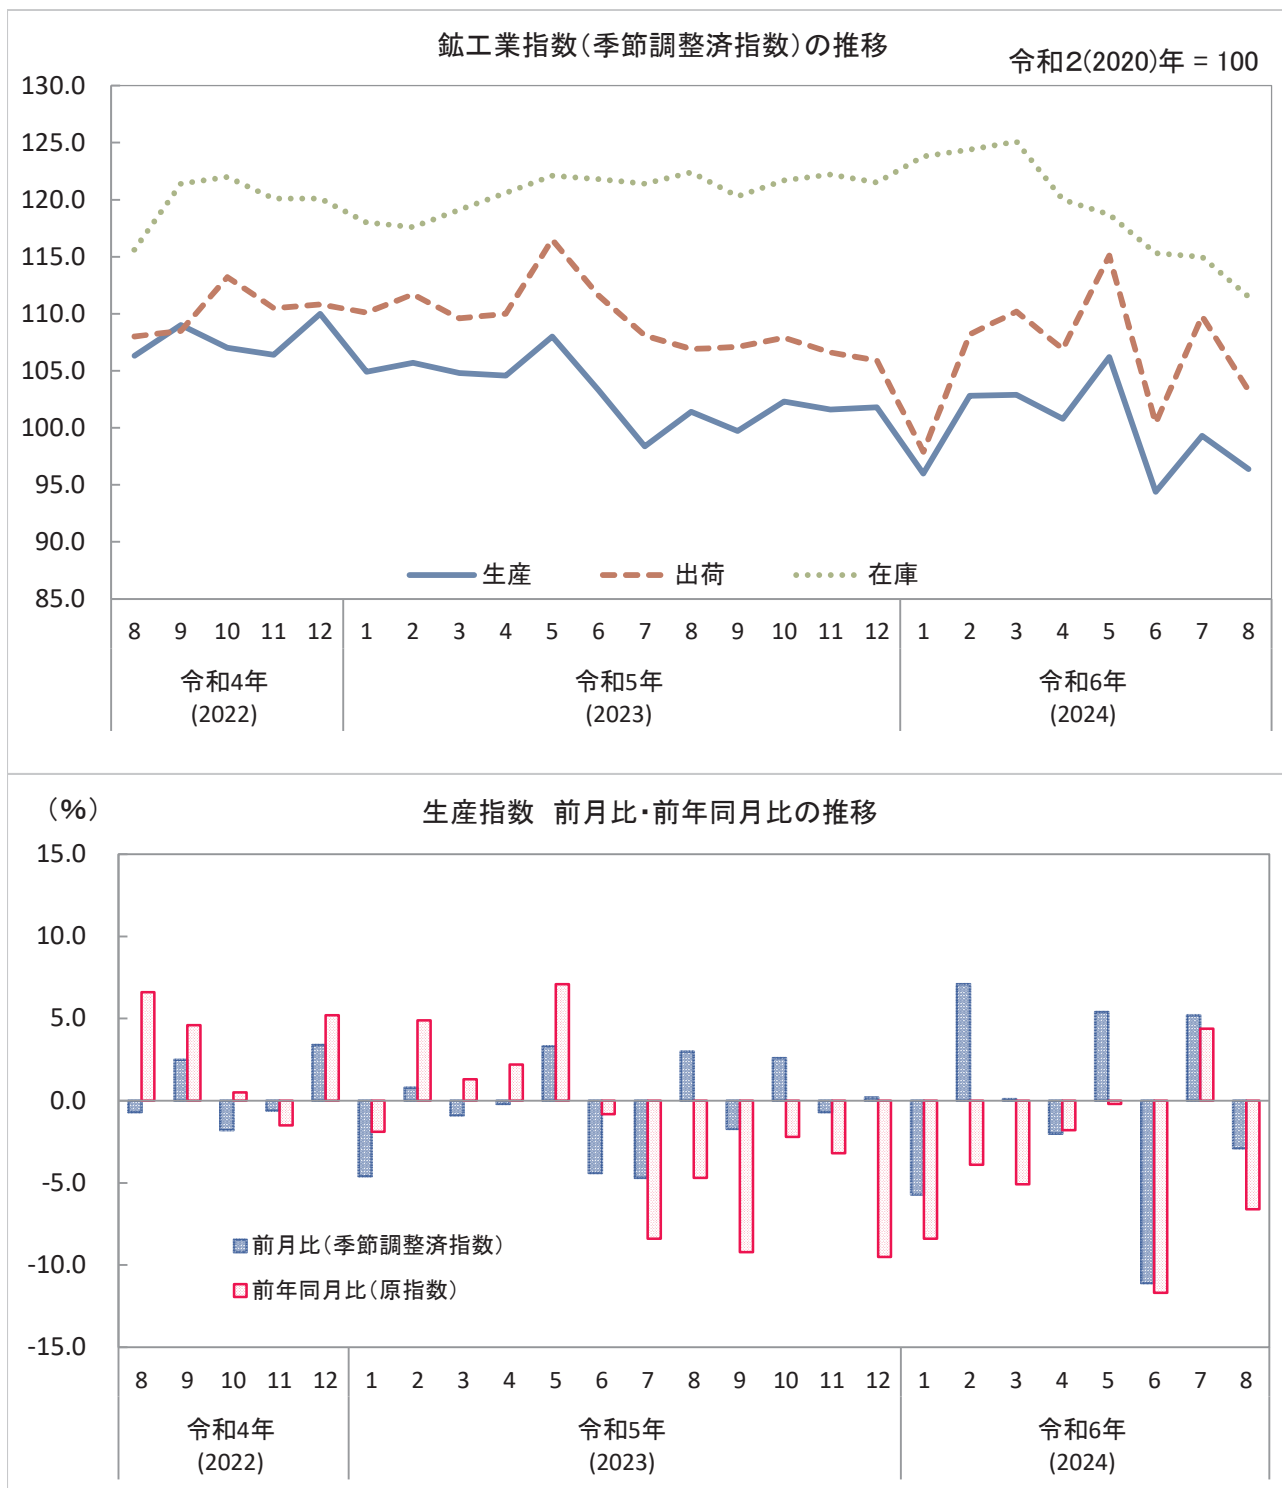 鉱工業指数(季節調整済指数)の推移
令和2(2020)年 = 100
130.0
125.0
120.0
115.0
110.0
105.0
100.0
95.0
90.0
85.0
生産 出荷 在庫
8 9 10 11 12 1 2 3 4 5 6 7 8 9 10 11 12 1 2 3 4 5 6 7 8
令和4年 令和5年 令和6年
(2022) (2023) (2024)
(%)
生産指数 前月比・前年同月比の推移
15.0
10.0
5.0
0.0
-5.0
-10.0
-15.0
前月比(季節調整済指数)
前年同月比(原指数)
8 9 10 11 12 1 2 3 4 5 6 7 8 9 10 11 12 1 2 3 4 5 6 7 8
令和4年 令和5年 令和6年
(2022) (2023) (2024)